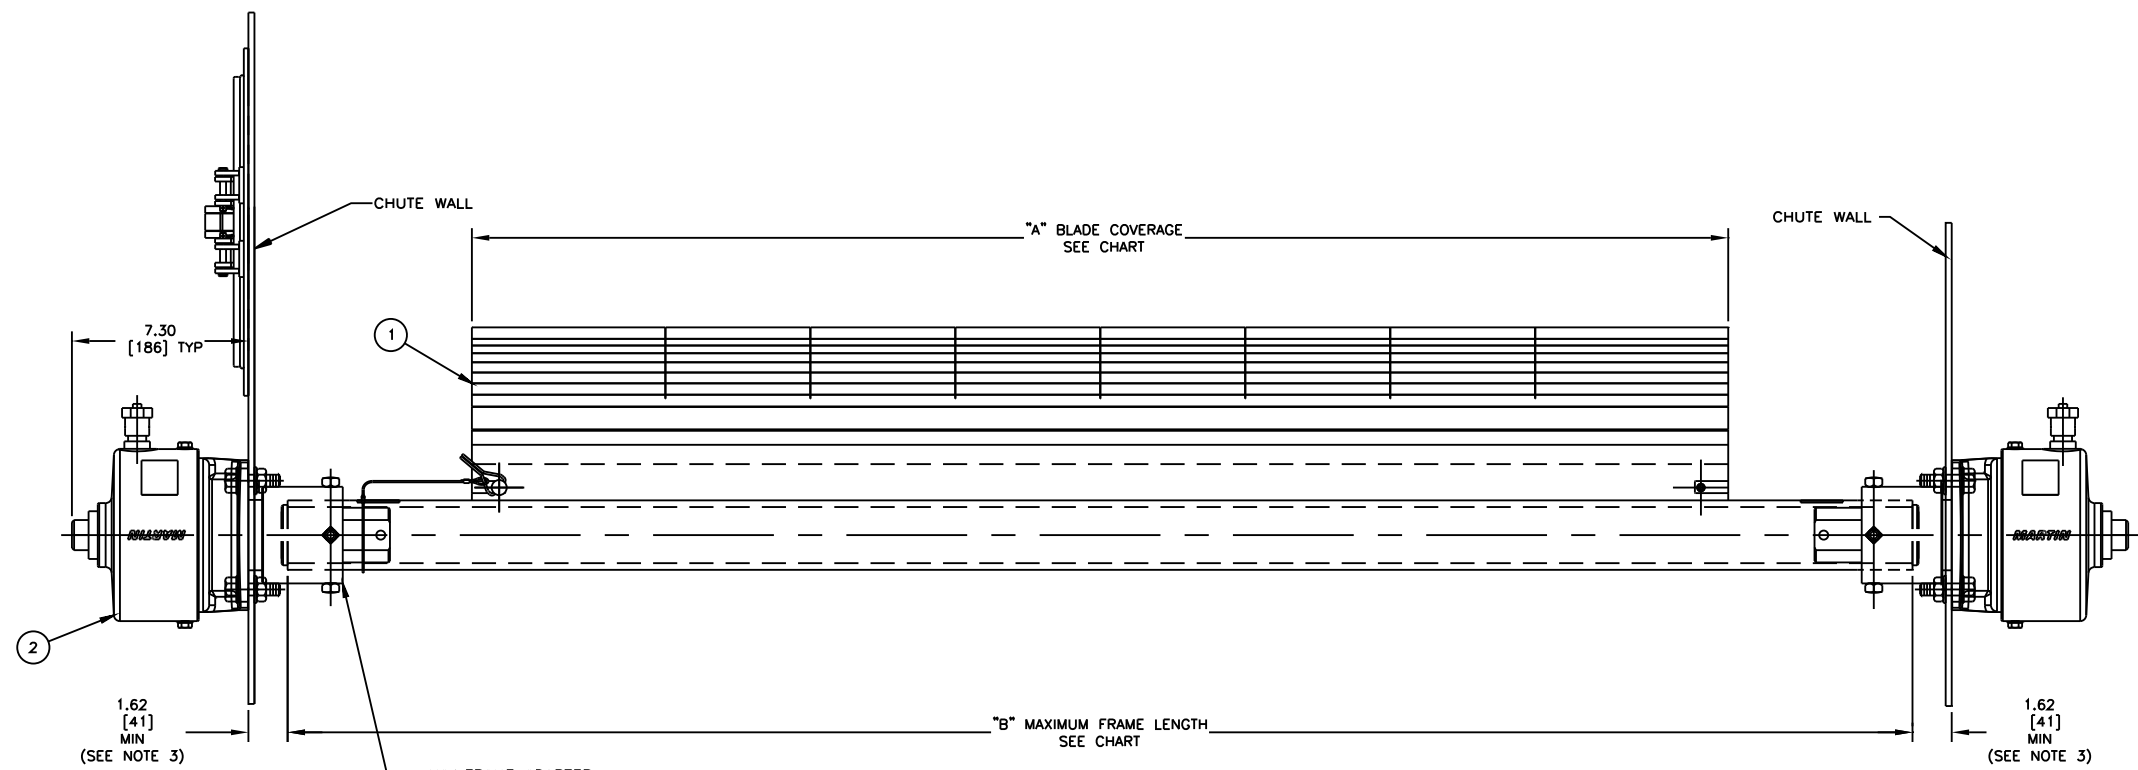 CHUTE WALL
CHUTE WALL
"A" BLADE COVERAGE
SEE CHART
7.30
[186] TYP
1
MARTIN
MARTIN
2
1.62
[41]
MIN
(SEE NOTE 3)
"B" MAXIMUM FRAME LENGTH
SEE CHART
1.62
[41]
MIN
(SEE NOTE 3)